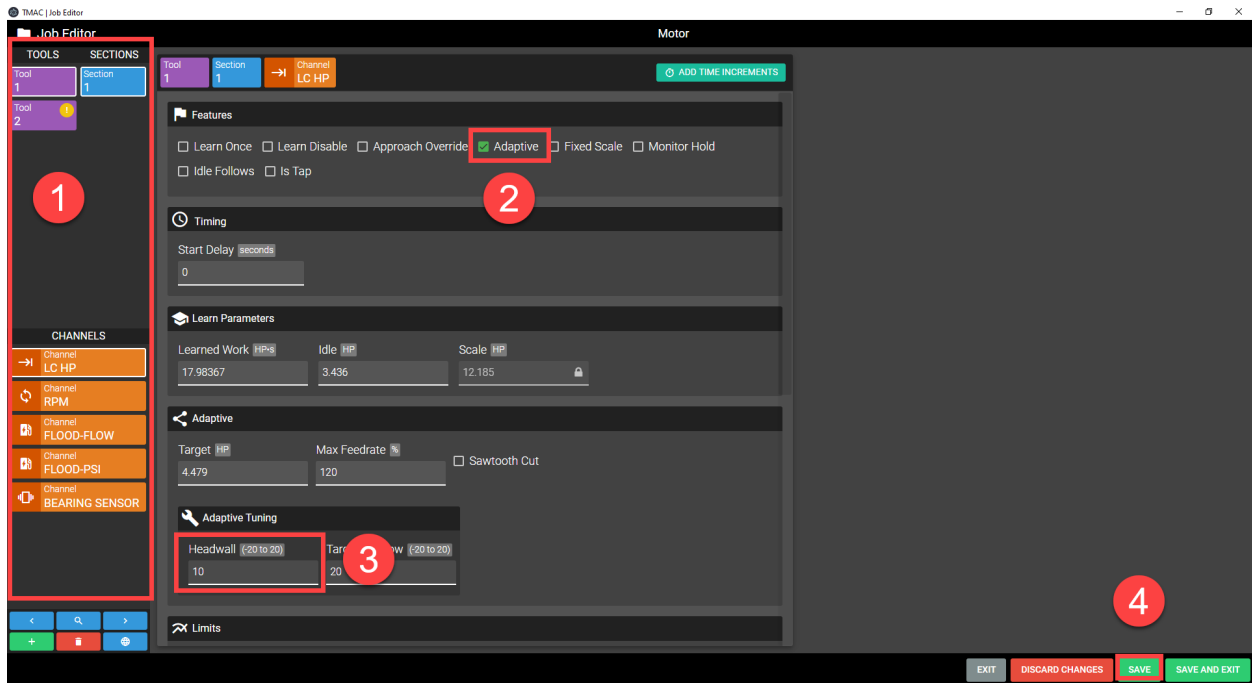 TMAC | Job Editor
Job Editor
Motor
TOOLS SECTIONS
Tool
1
Section
1
Tool
2
1
Tool
1
Section
1
Channel
LC HP
ADD TIME INCREMENTS
Features
Learn Once Learn Disable Approach Override Adaptive Fixed Scale Monitor Hold
Idle Follows Is Tap
2
Timing
Start Delay seconds
0
Learn Parameters
Learned Work HP•s Idle HP Scale HP
17.98367 3.436 12.185
CHANNELS
Channel
LC HP
Channel
RPM
Channel
FLOOD-FLOW
Channel
FLOOD-PSI
Channel
BEARING SENSOR
Adaptive
Target HP Max Feedrate %
4.479 120 Sawtooth Cut
Adaptive Tuning
Headwall (-20 to 20) (-20 to 20)
10 20
3
Limits
4
EXIT DISCARD CHANGES SAVE SAVE AND EXIT